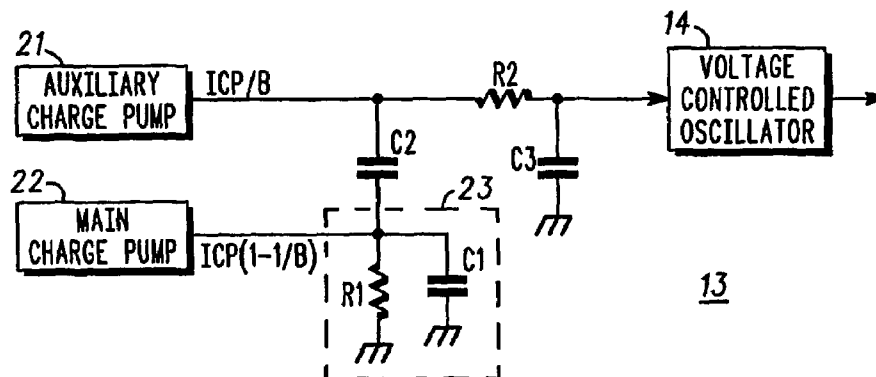 21
AUXILIARY
CHARGE PUMP
ICP/B
R2
14
VOLTAGE
CONTROLLED
OSCILLATOR
C2
C3
22
MAIN
CHARGE PUMP
ICP(1-1/B)
23
R1
C1
13